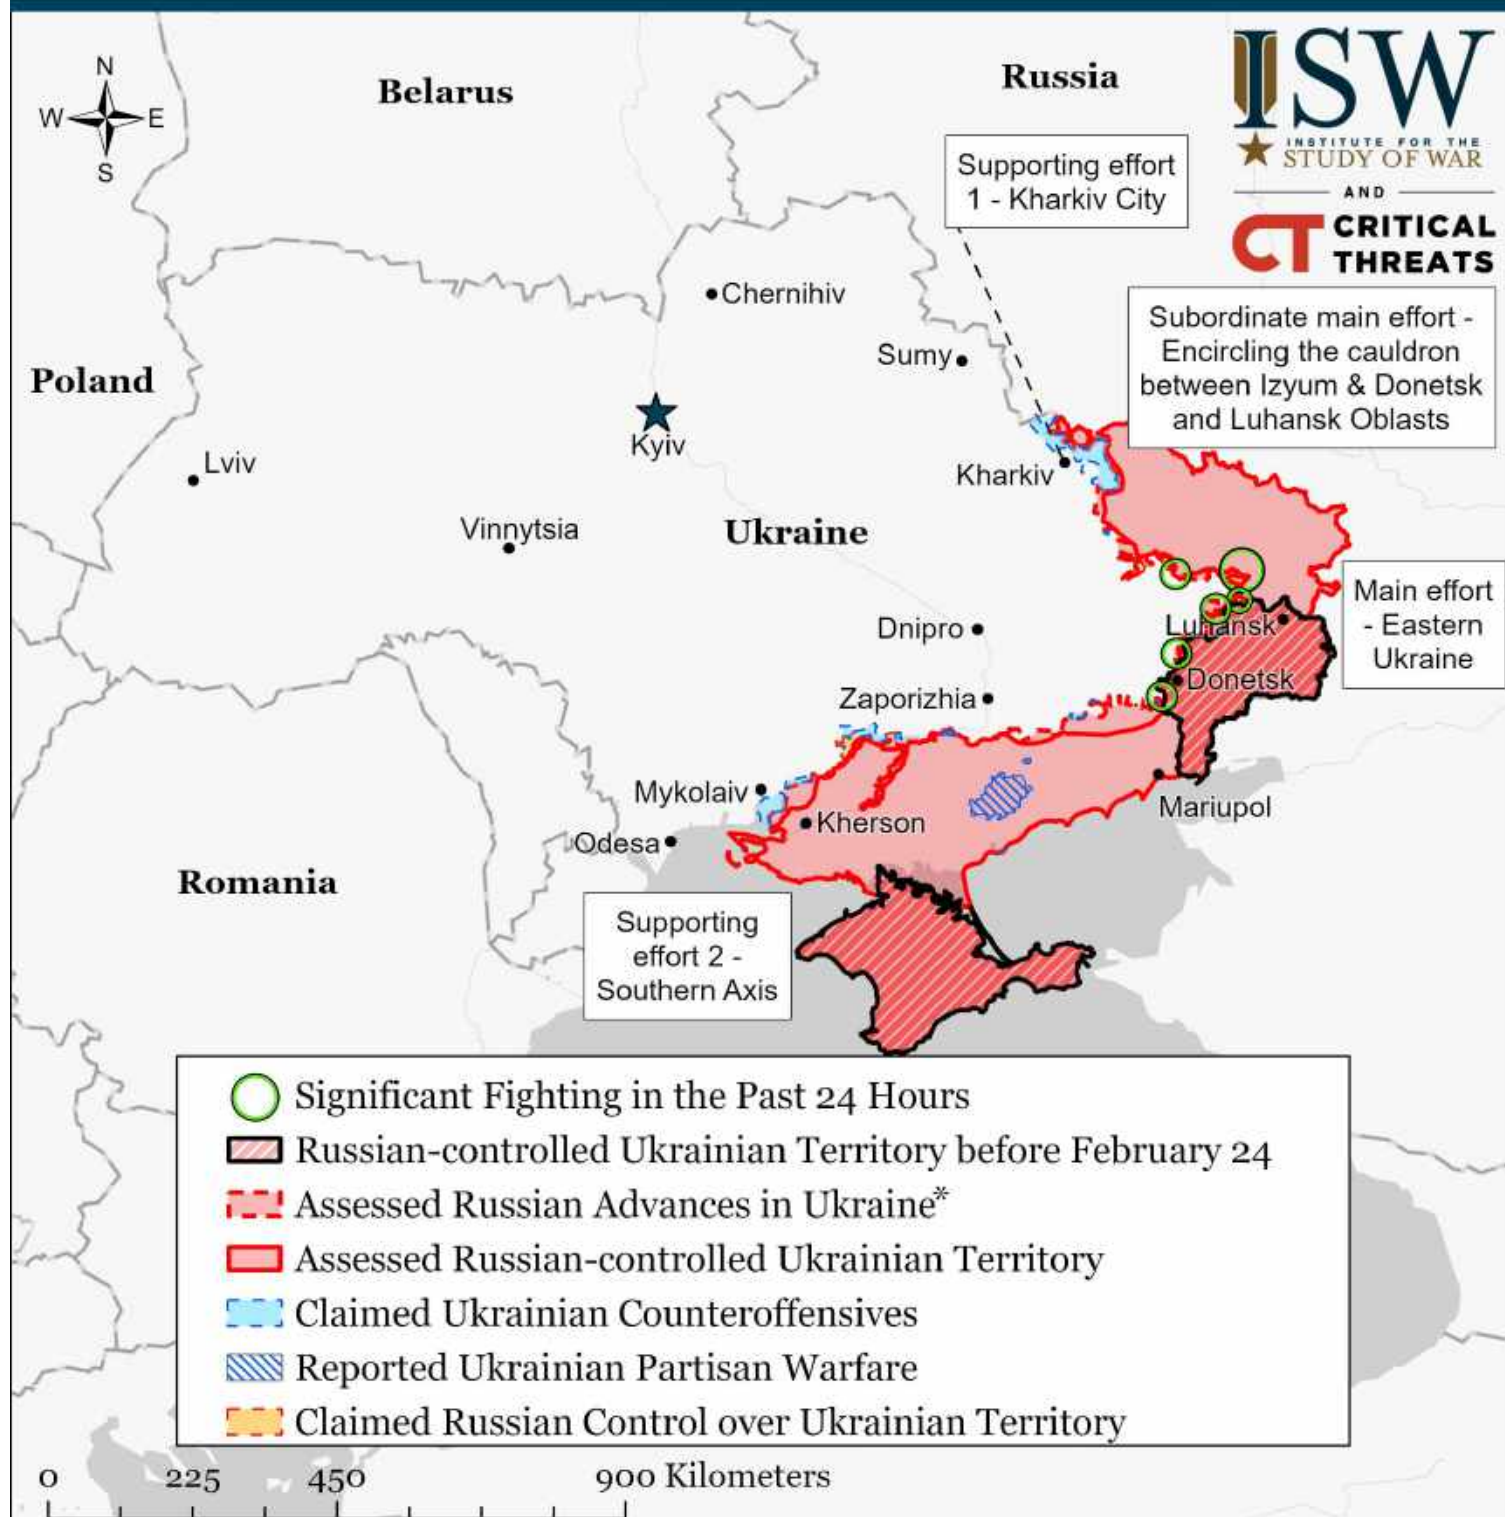 N
W
E
S
Belarus
Russia
ISW
INSTITUTE FOR THE
STUDY OF WAR
AND
CT CRITICAL
THREATS
Supporting effort
1 - Kharkiv City
Subordinate main effort -
Encircling the cauldron
between Izyum & Donetsk
and Luhansk Oblasts
Chernihiv
Sumy
Poland
Kyiv
Lviv
Kharkiv
Vinnytsia
Ukraine
Main effort
- Eastern
Ukraine
Dnipro
Luhansk
Donetsk
Zaporizhia
Mykolaiv
Mariupol
Kherson
Odesa
Romania
Supporting
effort 2 -
Southern Axis
Significant Fighting in the Past 24 Hours
Russian-controlled Ukrainian Territory before February 24
Assessed Russian Advances in Ukraine*
Assessed Russian-controlled Ukrainian Territory
Claimed Ukrainian Counteroffensives
Reported Ukrainian Partisan Warfare
Claimed Russian Control over Ukrainian Territory
0 225 450 900 Kilometers